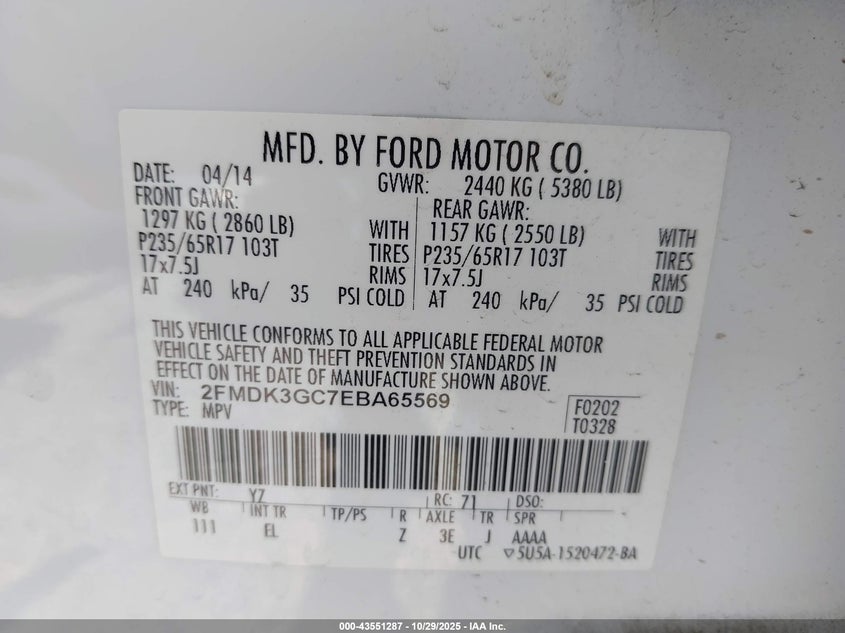 MFD. BY FORD MOTOR CO.
DATE: 04/14 GVWR: 2440 KG ( 5380 LB)
FRONT GAWR: REAR GAWR:
1297 KG ( 2860 LB) WITH 1157 KG ( 2550 LB) WITH
P235/65R17 103T TIRES P235/65R17 103T TIRES
17x7.5J RIMS 17x7.5J RIMS
AT 240 kPa/ 35 PSI COLD AT 240 kPa/ 35 PSI COLD
THIS VEHICLE CONFORMS TO ALL APPLICABLE FEDERAL MOTOR
VEHICLE SAFETY AND THEFT PREVENTION STANDARDS IN
EFFECT ON THE DATE OF MANUFACTURE SHOWN ABOVE.
VIN: 2FMDK3GC7EBA65569
TYPE: MPV
F0202
T0328
EXT PNT: YZ RC: 71 DSO:
WB INT TR TP/PS R AXLE TR SPR
111 EL Z 3E J AAAA
UTC ▽5U5A-1520472-BA
000-43551287 - 10/29/2025 - IAA Inc.